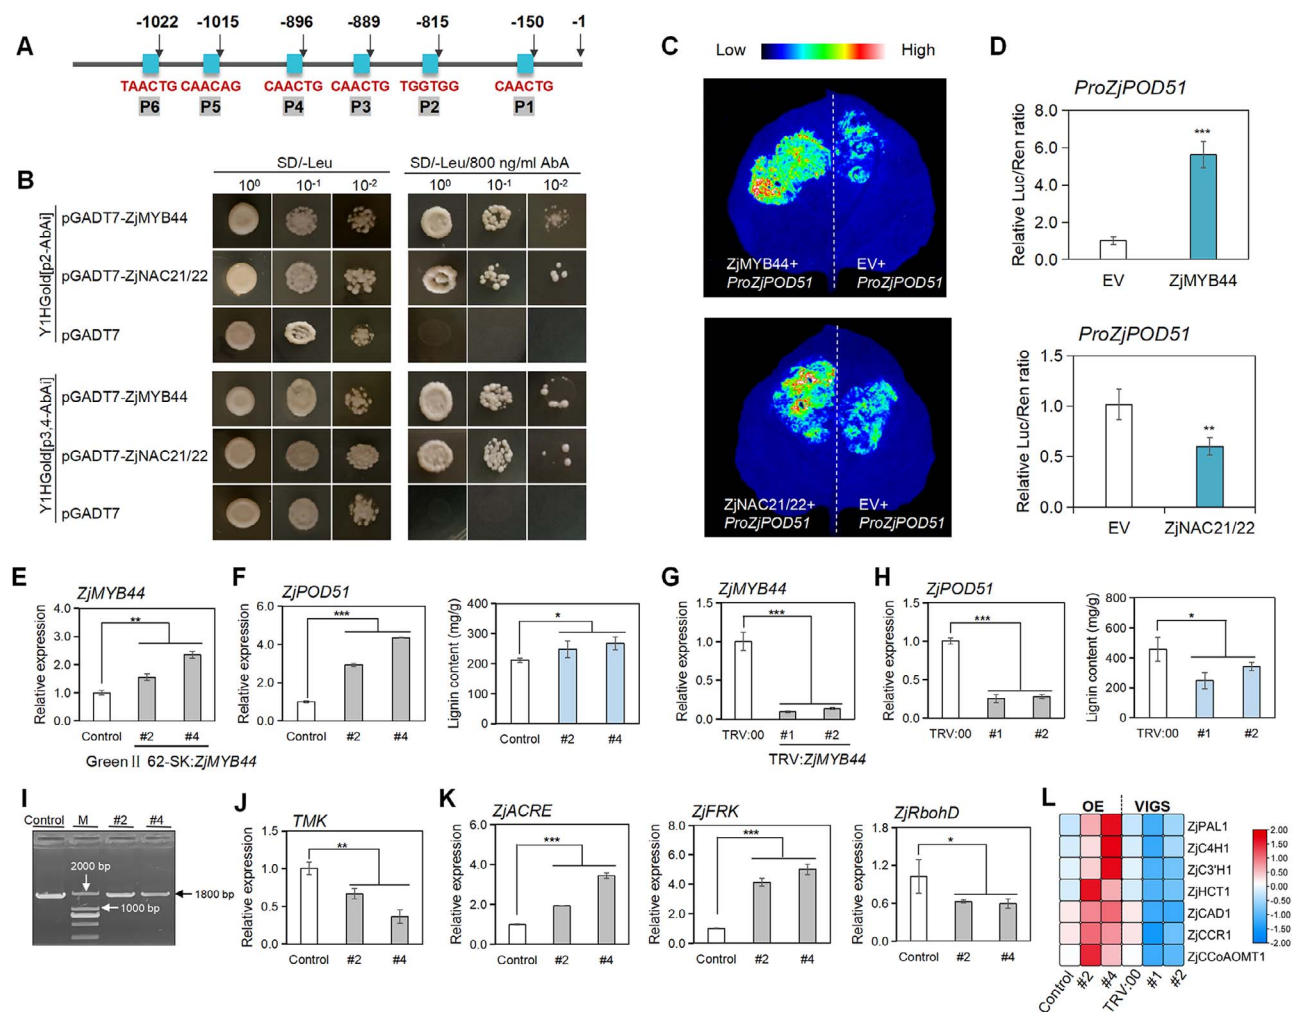 A
-1022 -1015 -896 -889 -815 -150 -1
TAACTG CAACAG CAACTG CAACTG TGGTGG CAACTG
P6 P5 P4 P3 P2 P1
B
SD/-Leu SD/-Leu/800 ng/ml AbA
10⁰ 10⁻¹ 10⁻² 10⁰ 10⁻¹ 10⁻²
Y1HGold[p2-AbAi]
pGADT7-ZjMYB44
pGADT7-ZjNAC21/22
pGADT7
Y1HGold[p3,4-AbAi]
pGADT7-ZjMYB44
pGADT7-ZjNAC21/22
pGADT7
C
Low High
ZjMYB44+ EV+
ProZjPOD51 ProZjPOD51
ZjNAC21/22+ EV+
ProZjPOD51 ProZjPOD51
D
ProZjPOD51
Relative Luc/Ren ratio
8.0
6.0
4.0
2.0
0.0
***
EV ZjMYB44
ProZjPOD51
Relative Luc/Ren ratio
1.5
1.0
0.5
0.0
**
EV ZjNAC21/22
E
ZjMYB44
Relative expression
4.0
3.0
2.0
1.0
0.0
**
Control #2 #4
Green II 62-SK:ZjMYB44
F
ZjPOD51
Relative expression
6.0
4.0
2.0
0.0
***
Control #2 #4
Lignin content (mg/g)
400
300
200
100
0
*
Control #2 #4
G
ZjMYB44
Relative expression
1.5
1.0
0.5
0.0
***
TRV:00 #1 #2
TRV:ZjMYB44
H
ZjPOD51
Relative expression
1.5
1.0
0.5
0.0
***
TRV:00 #1 #2
Lignin content (mg/g)
800
600
400
200
0
*
TRV:00 #1 #2
I
Control M #2 #4
2000 bp
1800 bp
1000 bp
J
TMK
Relative expression
1.5
1.0
0.5
0.0
**
Control #2 #4
K
ZjACRE
Relative expression
5.0
4.0
3.0
2.0
1.0
0.0
***
Control #2 #4
ZjFRK
Relative expression
8.0
6.0
4.0
2.0
0.0
***
Control #2 #4
ZjRbohD
Relative expression
1.8
1.2
0.6
0.0
*
Control #2 #4
L
OE VIGS
ZjPAL1
ZjC4H1
ZjC3'H1
ZjHCT1
ZjCAD1
ZjCCR1
ZjCCoAOMT1
Control #2 #4 TRV:00 #1 #2
2.00
1.50
1.00
0.50
0.00
-0.50
-1.00
-1.50
-2.00